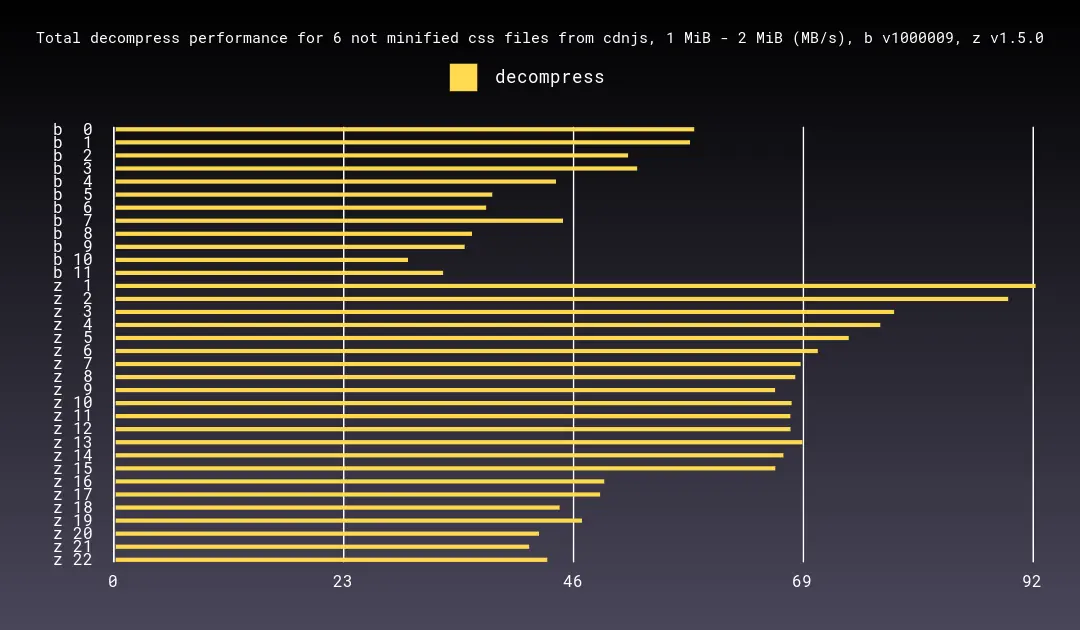 Total decompress performance for 6 not minified css files from cdnjs, 1 MiB - 2 MiB (MB/s), b v1000009, z v1.5.0
decompress
b 0
b 1
b 2
b 3
b 4
b 5
b 6
b 7
b 8
b 9
b 10
b 11
z 1
z 2
z 3
z 4
z 5
z 6
z 7
z 8
z 9
z 10
z 11
z 12
z 13
z 14
z 15
z 16
z 17
z 18
z 19
z 20
z 21
z 22
0 23 46 69 92